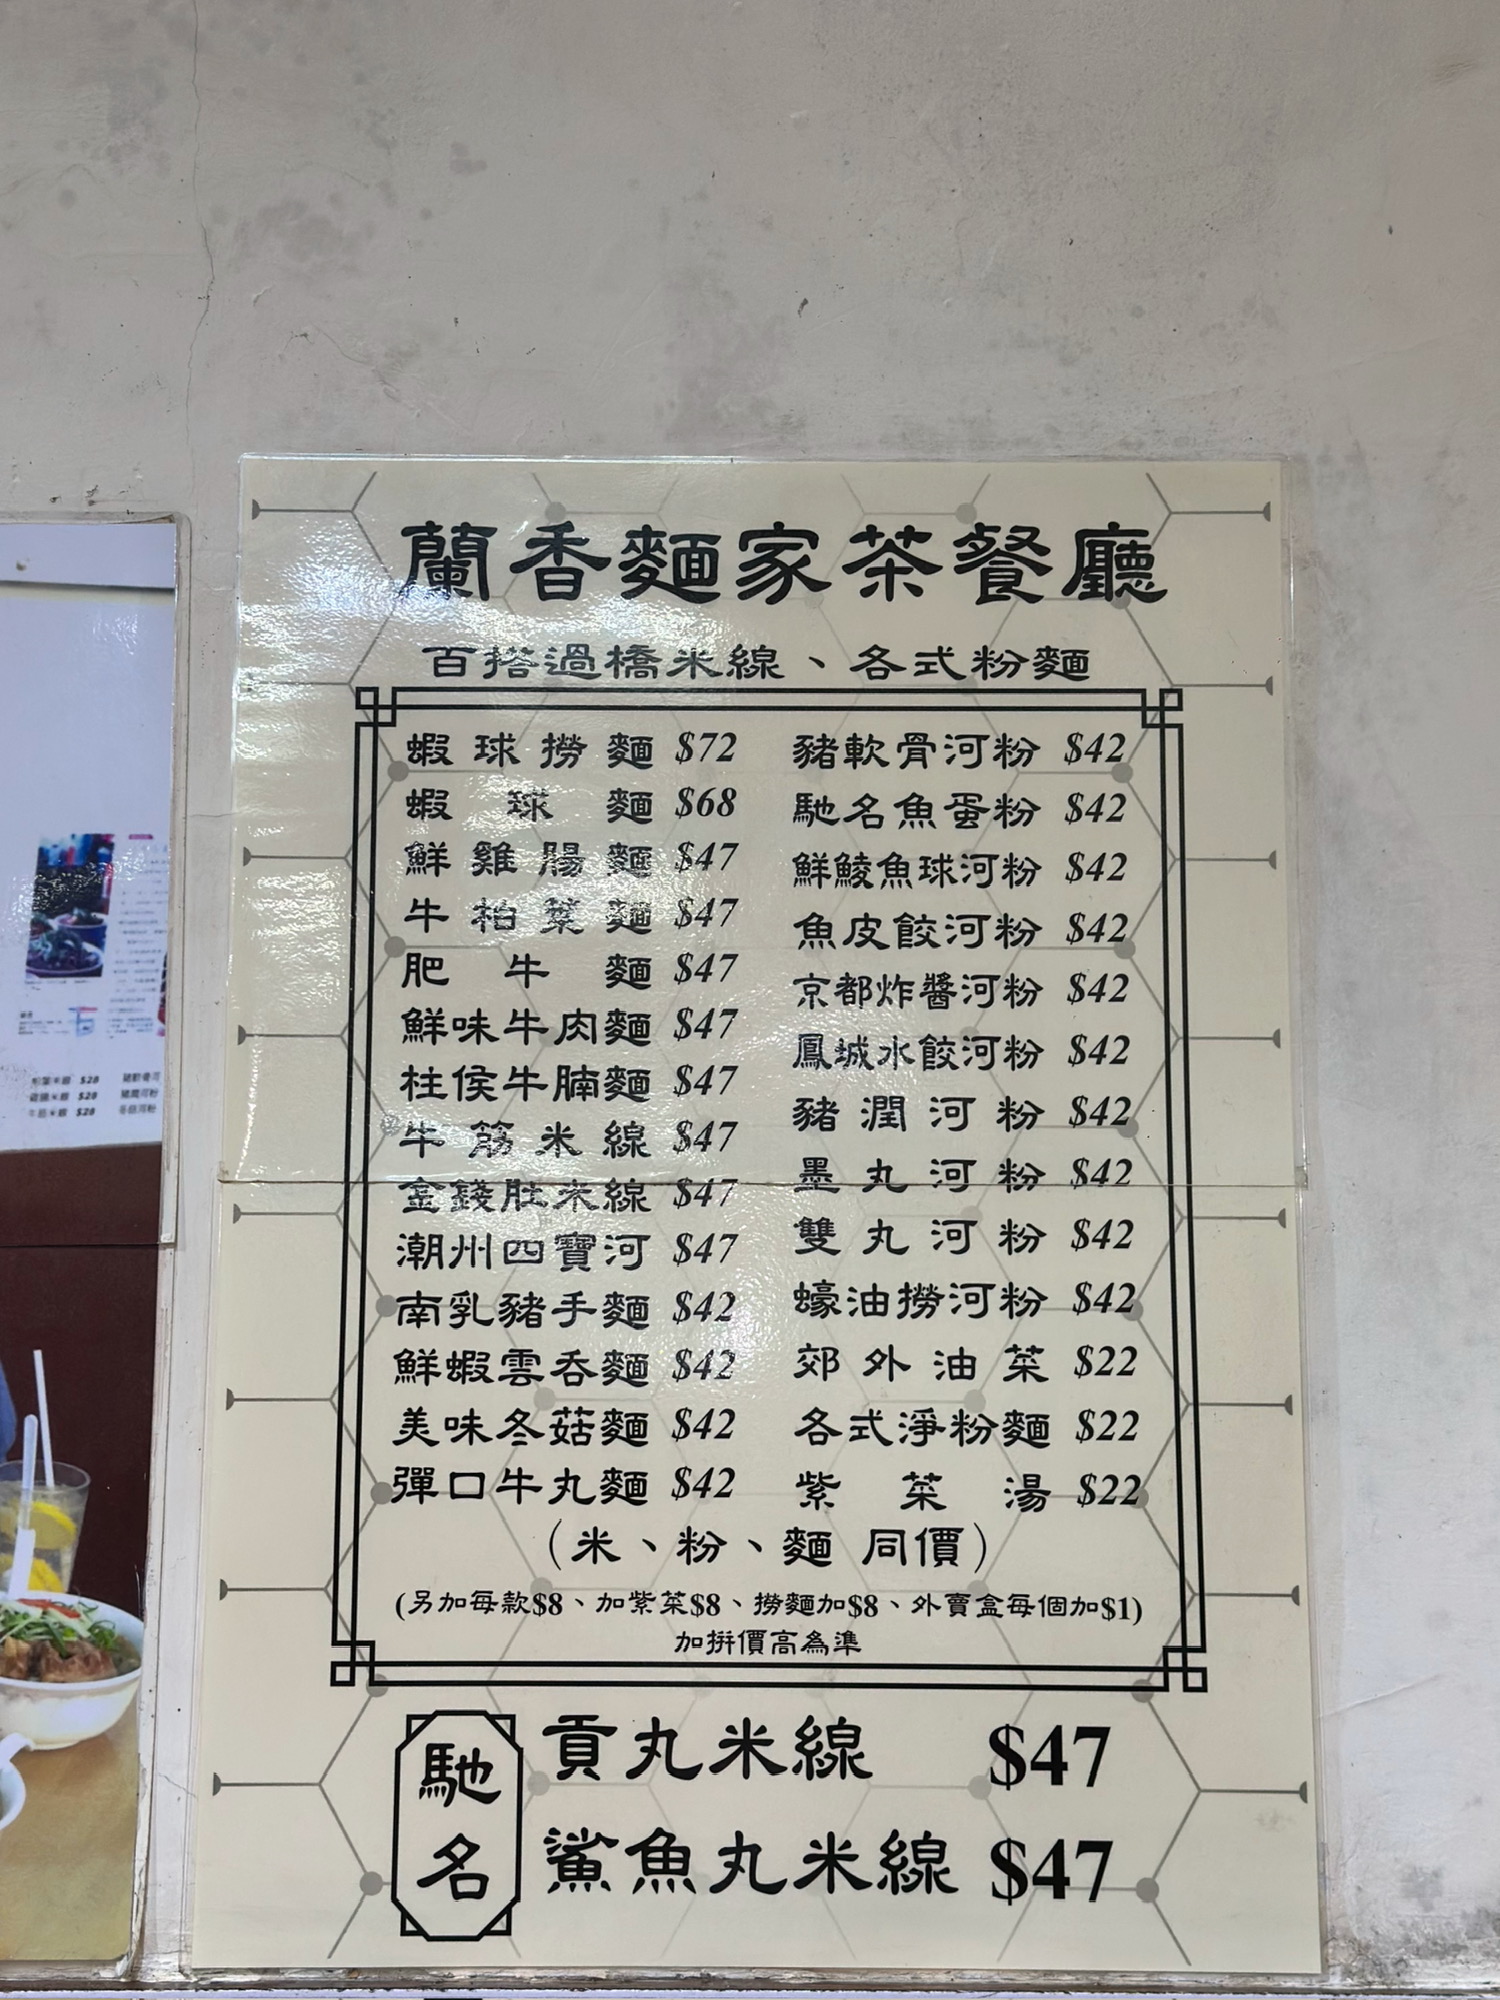 蘭香麵家茶餐廳
百搭過橋米線、各式粉麵
蝦球撈麵 $72
蝦球麵 $68
鮮雞腸麵 $47
牛柏葉麵 $47
肥牛麵 $47
鮮味牛肉麵 $47
柱侯牛腩麵 $47
牛筋米線 $47
金錢肚米線 $47
潮州四寶河 $47
南乳豬手麵 $42
鮮蝦雲吞麵 $42
美味冬菇麵 $42
彈口牛丸麵 $42
豬軟骨河粉 $42
馳名魚蛋粉 $42
鮮鯪魚球河粉 $42
魚皮餃河粉 $42
京都炸醬河粉 $42
鳳城水餃河粉 $42
豬潤河粉 $42
墨丸河粉 $42
雙丸河粉 $42
蠔油撈河粉 $42
郊外油菜 $22
各式淨粉麵 $22
紫菜湯 $22
(米、粉、麵 同價)
(另加每款$8、加紫菜$8、撈麵加$8、外賣盒每個加$1)
加拼價高為準
馳名
貢丸米線 $47
鯊魚丸米線 $47
$28
$28
$28